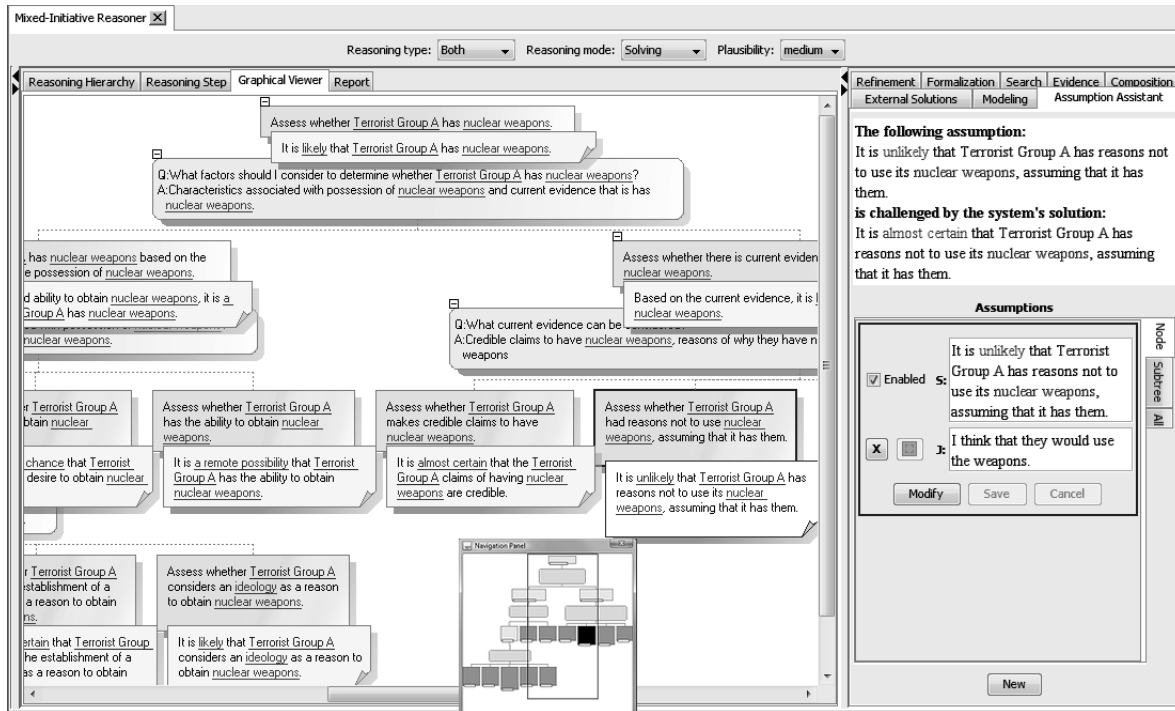 Mixed-Initiative Reasoner
Reasoning type: Both Reasoning mode: Solving Plausibility: medium
Reasoning Hierarchy Reasoning Step Graphical Viewer Report
Assess whether Terrorist Group A has nuclear weapons.
It is likely that Terrorist Group A has nuclear weapons.
Q:What factors should I consider to determine whether Terrorist Group A has nuclear weapons?
A:Characteristics associated with possession of nuclear weapons and current evidence that is has
nuclear weapons.
has nuclear weapons based on the
possession of nuclear weapons.
ability to obtain nuclear weapons, it is a
Group A has nuclear weapons.
Assess whether there is current eviden
nuclear weapons.
Based on the current evidence, it is
nuclear weapons.
Q:What current evidence can be
A:Credible claims to have nuclear weapons, reasons of why they have n
weapons
Terrorist Group A
obtain nuclear
chance that Terrorist
desire to obtain nuclear
Assess whether Terrorist Group A
has the ability to obtain nuclear
weapons.
It is a remote possibility that Terrorist
Group A has the ability to obtain
nuclear weapons.
Assess whether Terrorist Group A
makes credible claims to have
nuclear weapons.
It is almost certain that the Terrorist
Group A claims of having nuclear
weapons are credible.
Assess whether Terrorist Group A
had reasons not to use nuclear
weapons, assuming that it has them.
It is unlikely that Terrorist Group A has
reasons not to use its nuclear
weapons, assuming that it has them.
Terrorist Group A
establishment of a
a reason to obtain
ertain that Terrorist Group
he establishment of a
as a reason to obtain
Assess whether Terrorist Group A
considers an ideology as a reason
to obtain nuclear weapons.
It is likely that Terrorist Group A
considers an ideology as a reason to
obtain nuclear weapons.
Navigation Panel
Refinement Formalization Search Evidence Composition
External Solutions Modeling Assumption Assistant
The following assumption:
It is unlikely that Terrorist Group A has reasons not
to use its nuclear weapons, assuming that it has
them.
is challenged by the system's solution:
It is almost certain that Terrorist Group A has
reasons not to use its nuclear weapons, assuming
that it has them.
Assumptions
Enabled S: It is unlikely that Terrorist
Group A has reasons not to
use its nuclear weapons,
assuming that it has them.
X J: I think that they would use
the weapons.
Modify Save Cancel
Node
Subtree
All
New